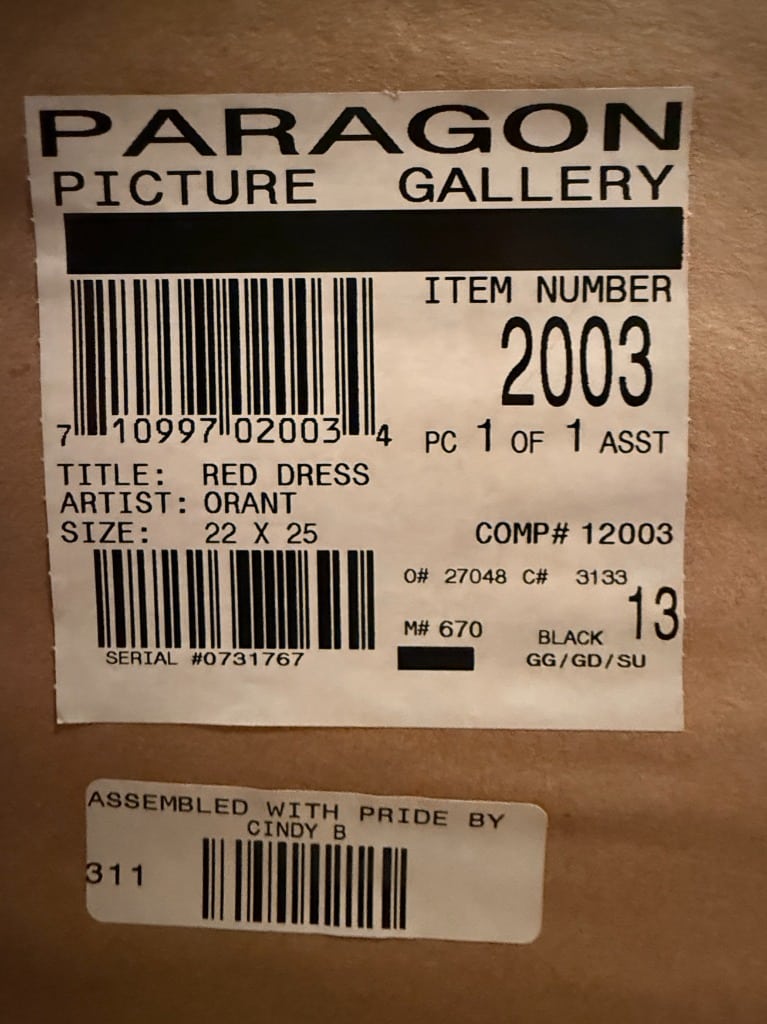 PARAGON
PICTURE GALLERY
ITEM NUMBER
2003
7 10997 02003 4
PC 1 OF 1 ASST
TITLE: RED DRESS
ARTIST: ORANT
SIZE: 22 X 25
COMP# 12003
O# 27048 C# 3133
13
M# 670
BLACK
GG/GD/SU
SERIAL #0731767
ASSEMBLED WITH PRIDE BY
CINDY B
311